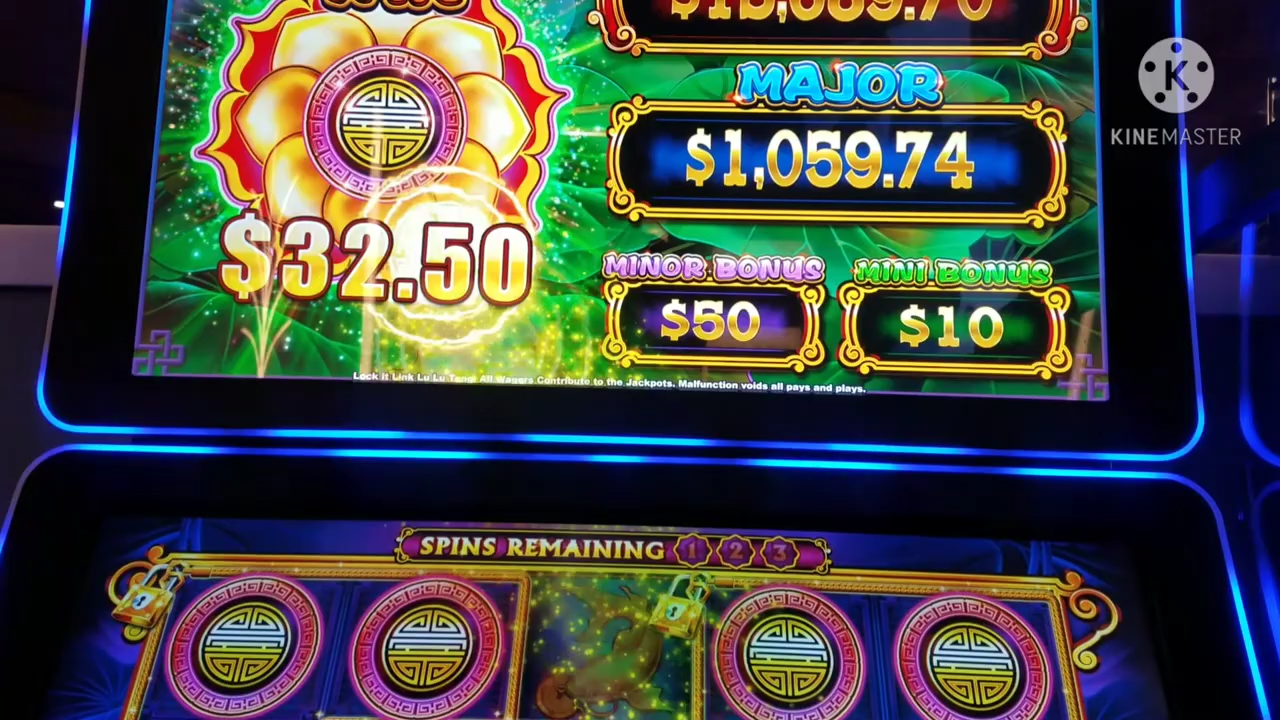 MAJOR
$1,059.74
$32.50
MINOR BONUS
MINI BONUS
$50
$10
Lock it Link Lu Lu Tong! All Wagers Contribute to the Jackpots. Malfunction voids all pays and plays.
SPINS REMAINING 1 2 3
K
KINEMASTER